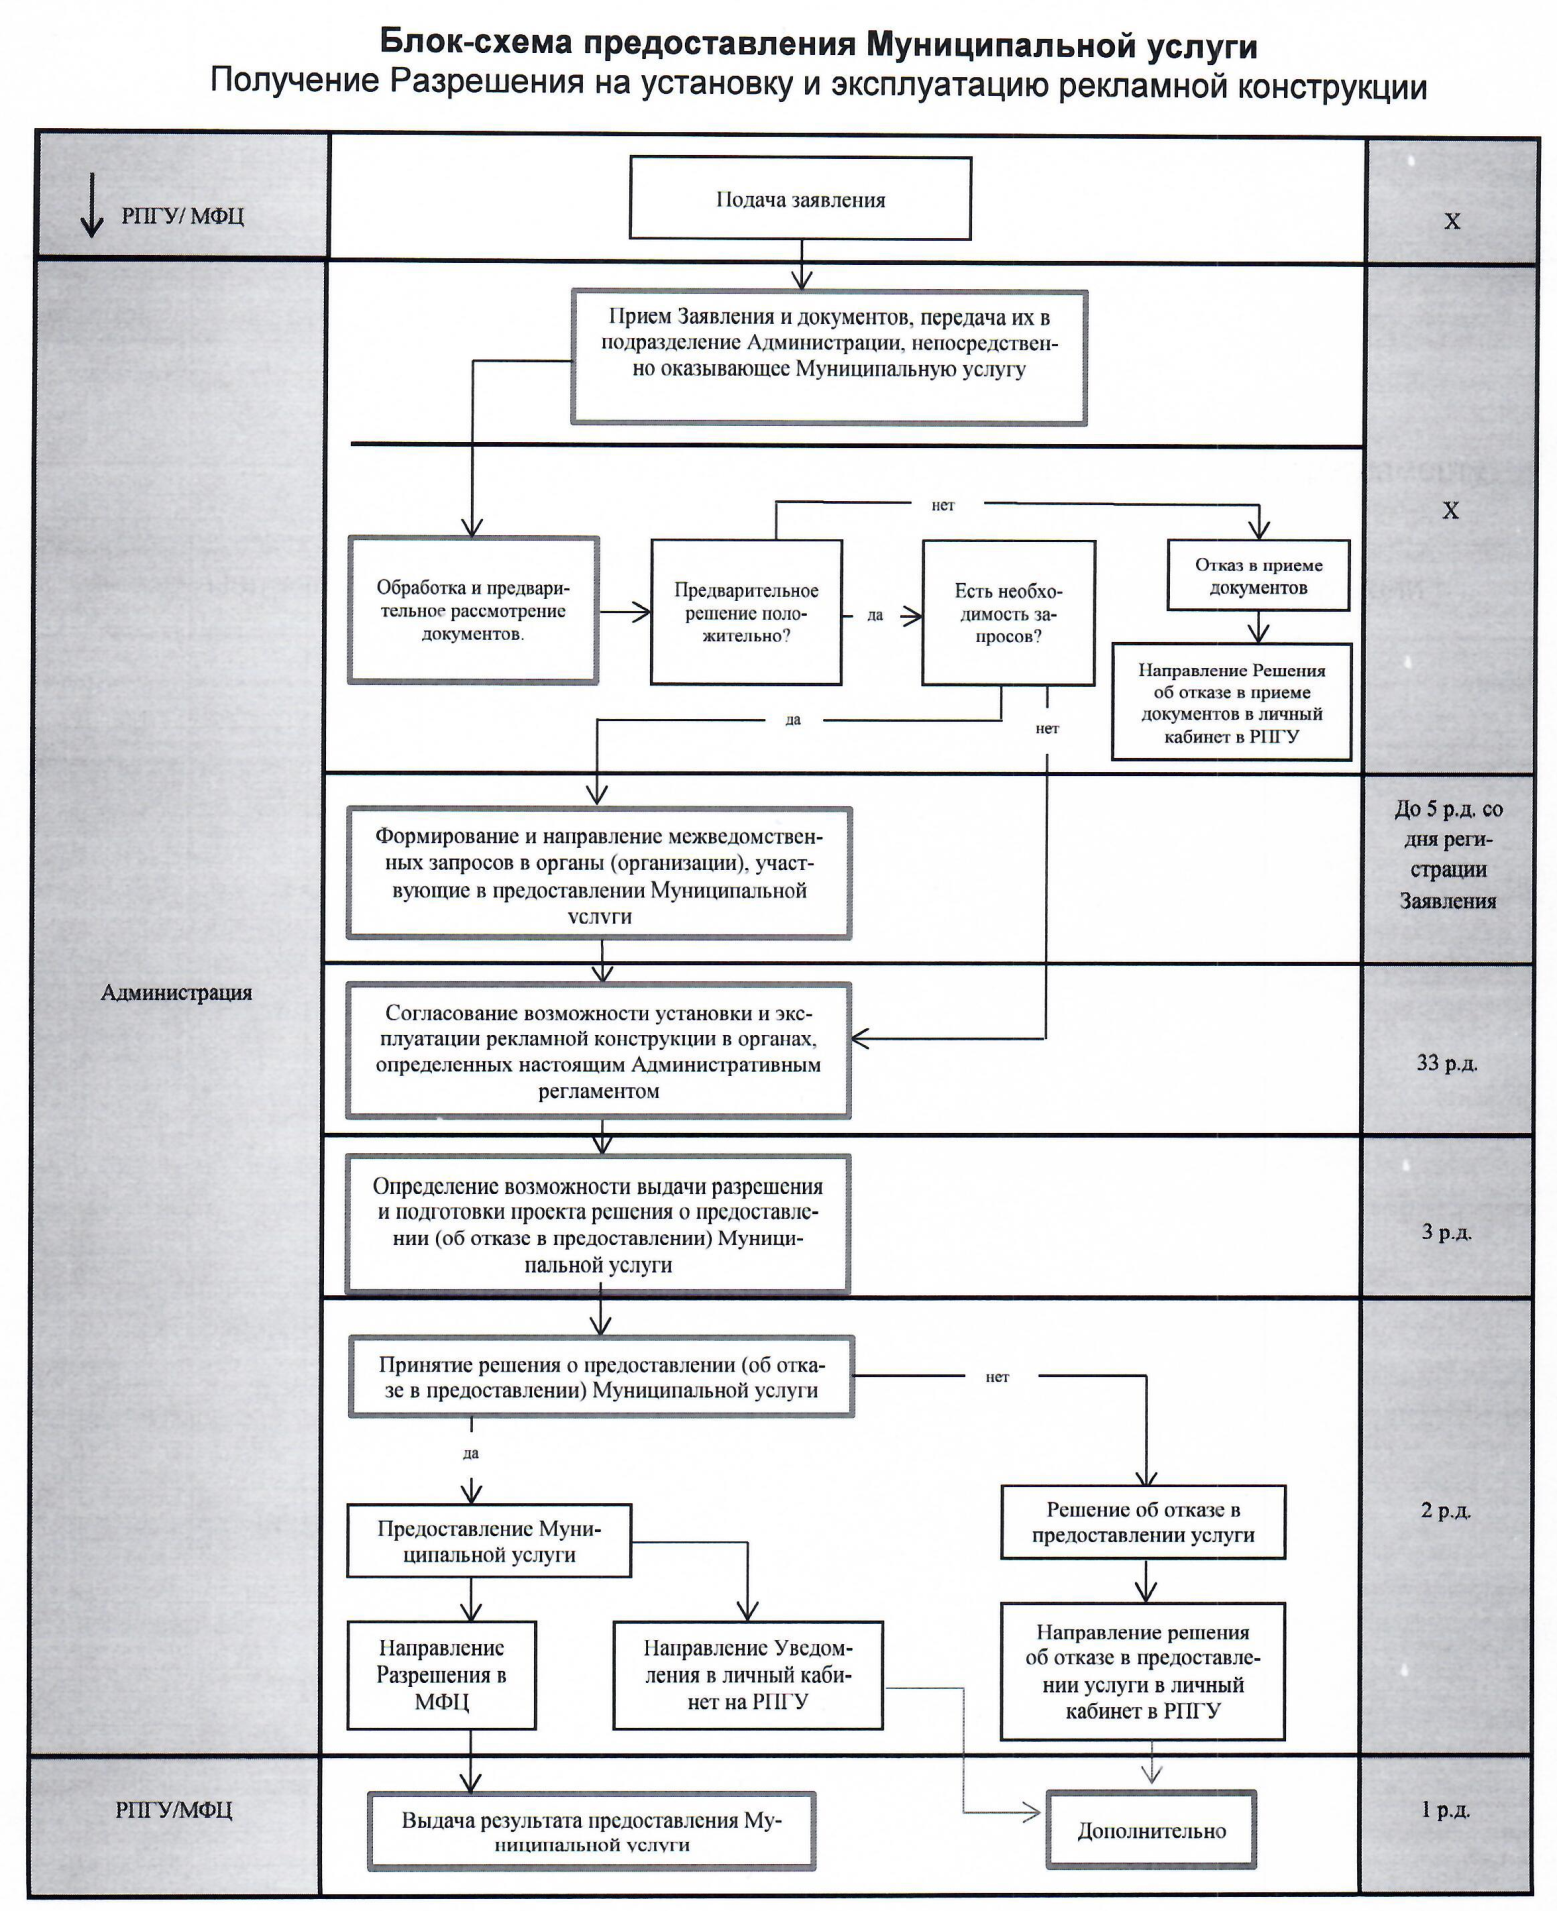 Блок-схема предоставления Муниципальной услуги
Получение Разрешения на установку и эксплуатацию рекламной конструкции
РПГУ/ МФЦ
Подача заявления
X
Прием Заявления и документов, передача их в
подразделение Администрации, непосредствен-
но оказывающее Муниципальную услугу
X
нет
Обработка и предвари-
тельное рассмотрение
документов.
Предварительное
решение поло-
жительно?
да
Есть необхо-
димость за-
просов?
Отказ в приеме
документов
Направление Решения
об отказе в приеме
документов в личный
кабинет в РПГУ
да
нет
Формирование и направление межведомствен-
ных запросов в органы (организации), участ-
вующие в предоставлении Муниципальной
услуги
До 5 р.д. со
дня реги-
страции
Заявления
Администрация
Согласование возможности установки и экс-
плуатации рекламной конструкции в органах,
определенных настоящим Административным
регламентом
33 р.д.
Определение возможности выдачи разрешения
и подготовки проекта решения о предоставле-
нии (об отказе в предоставлении) Муници-
пальной услуги
3 р.д.
Принятие решения о предоставлении (об отка-
зе в предоставлении) Муниципальной услуги
нет
да
Предоставление Муни-
ципальной услуги
Решение об отказе в
предоставлении услуги
2 р.д.
Направление
Разрешения в
МФЦ
Направление Уведом-
ления в личный каби-
нет на РПГУ
Направление решения
об отказе в предоставле-
нии услуги в личный
кабинет в РПГУ
РПГУ/МФЦ
Выдача результата предоставления Му-
ниципальной услуги
Дополнительно
1 р.д.